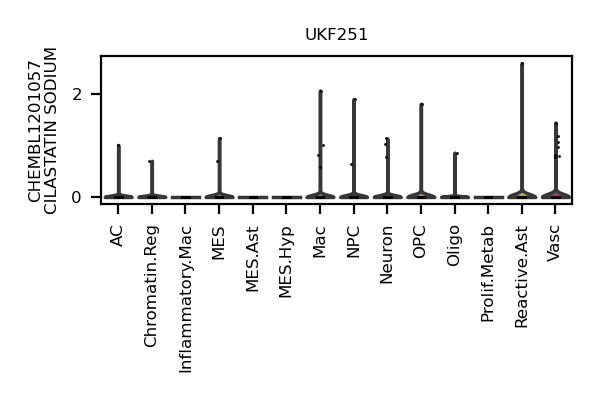 UKF251
CHEMBL1201057
CILASTATIN SODIUM
2
0
AC
Chromatin.Reg
Inflammatory.Mac
MES
MES.Ast
MES.Hyp
Mac
NPC
Neuron
OPC
Oligo
Prolif.Metab
Reactive.Ast
Vasc